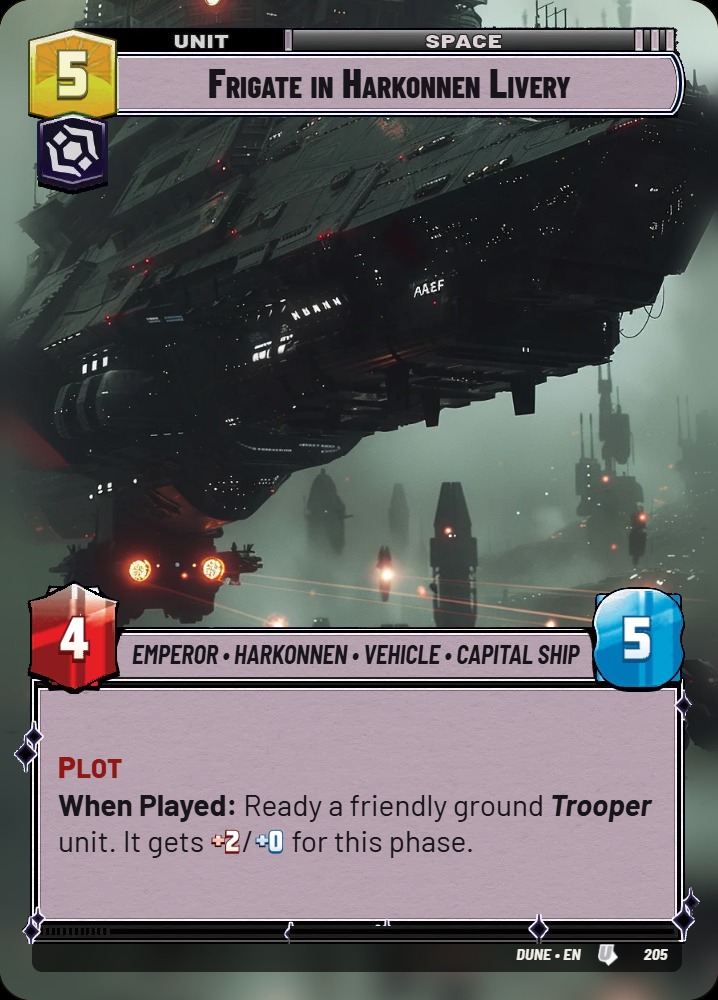 UNIT
SPACE
5
FRIGATE IN HARKONNEN LIVERY
AAEF
4
EMPEROR • HARKONNEN • VEHICLE • CAPITAL SHIP
5
PLOT
When Played: Ready a friendly ground Trooper
unit. It gets +2/+0 for this phase.
DUNE • EN
U
205